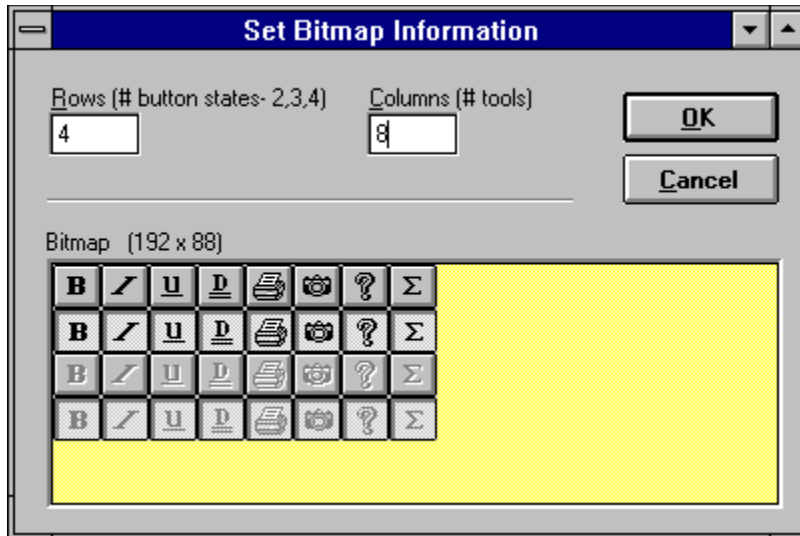 Set Bitmap Information
Rows (# button states- 2,3,4) Columns (# tools)
4 8
OK
Cancel
Bitmap (192 x 88)
B I U D ? Σ
B I U D ? Σ
B I U D ? Σ
B I U D ? Σ